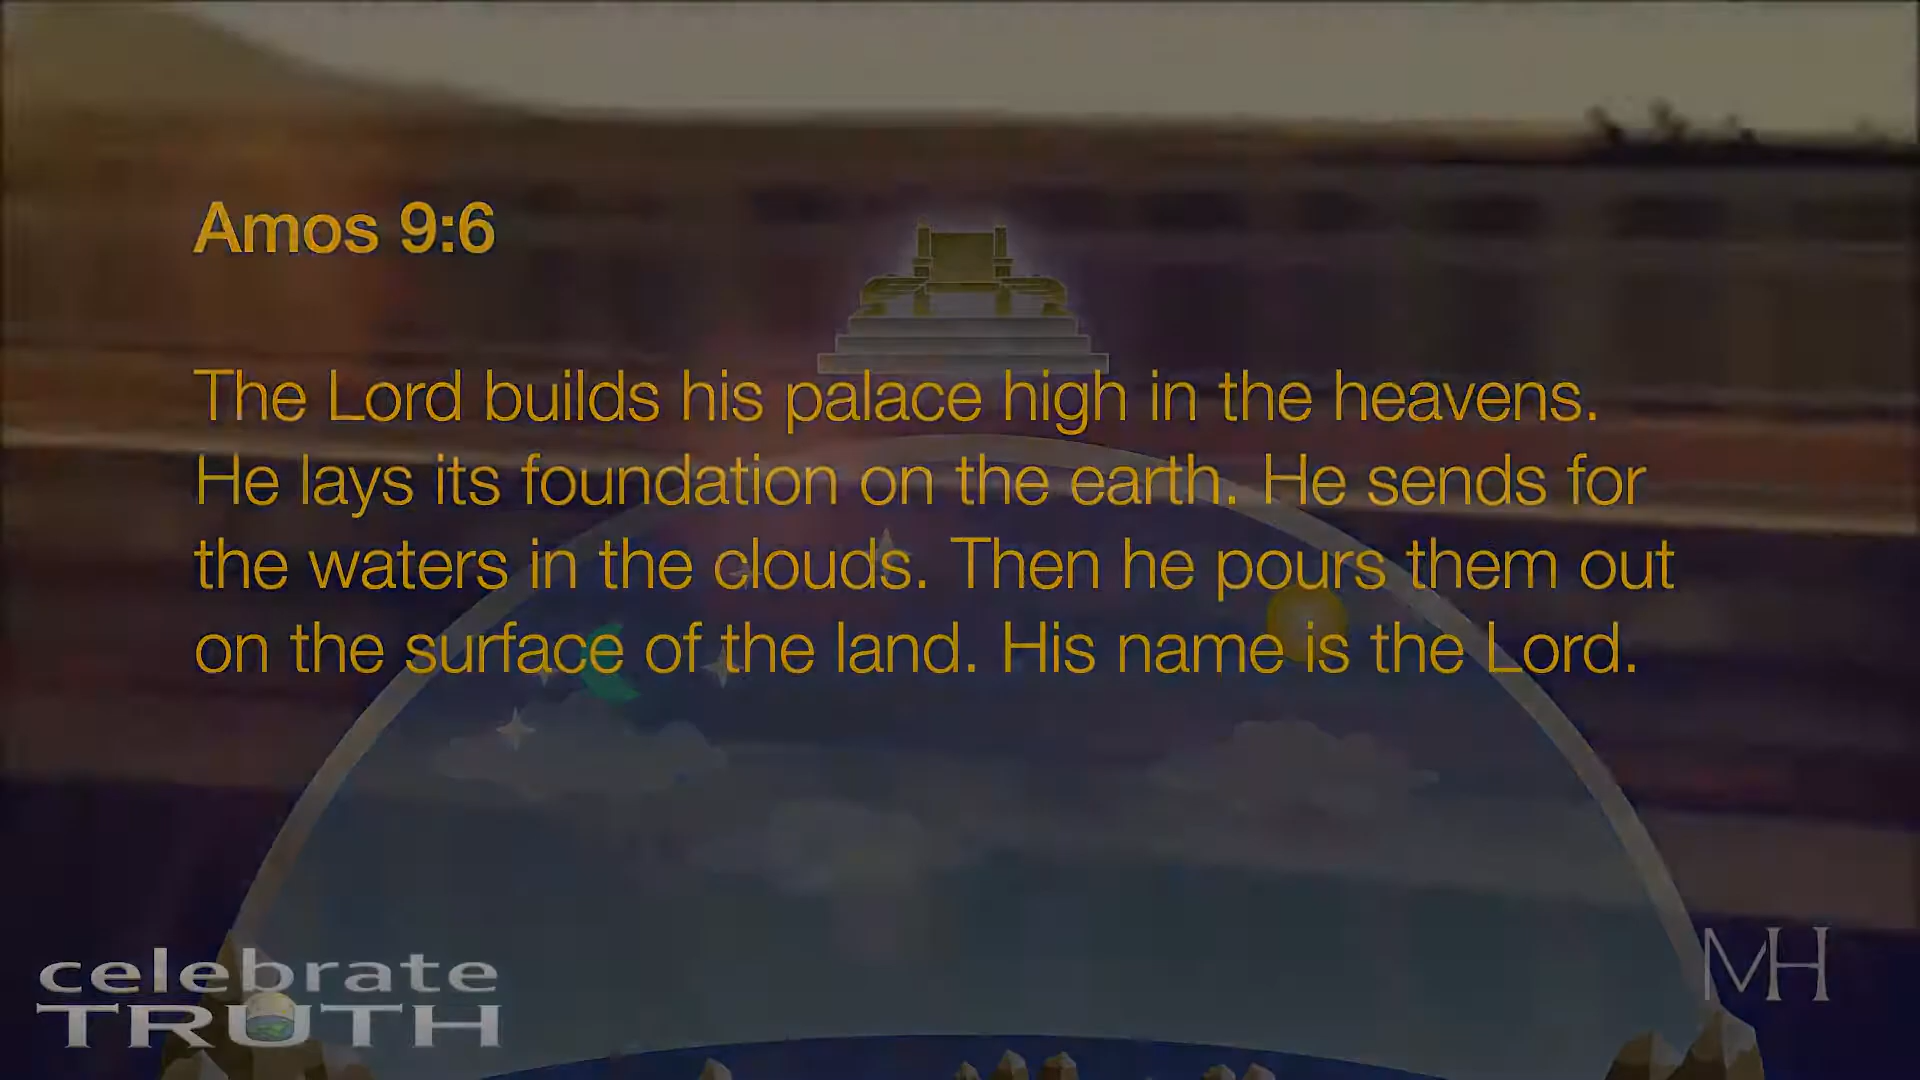 Amos 9:6
The Lord builds his palace high in the heavens.
He lays its foundation on the earth. He sends for
the waters in the clouds. Then he pours them out
on the surface of the land. His name is the Lord.
celebrate
TRUTH
MH